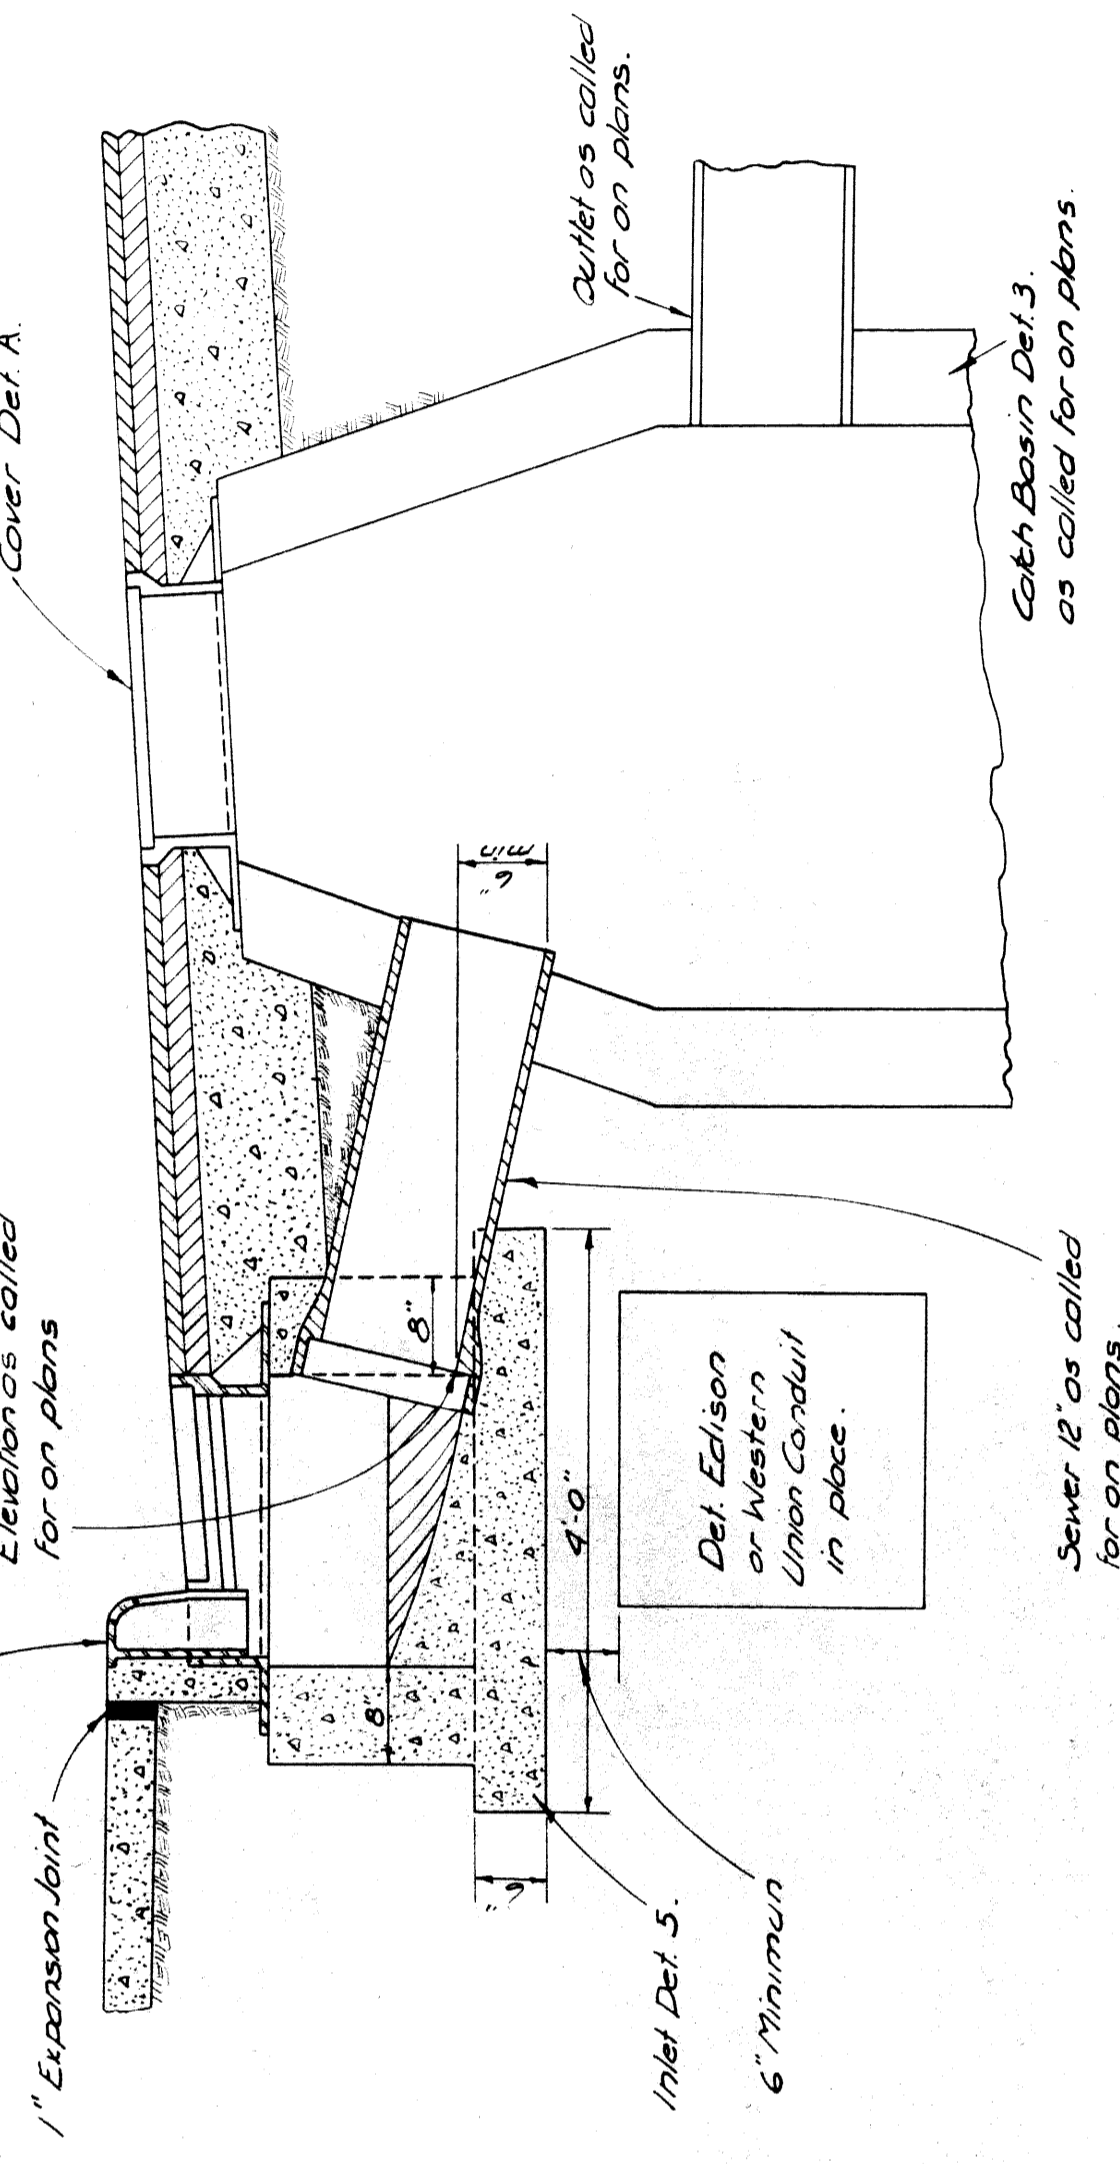 Cover Det. A.
Outlet as called
for on plans.
Elevation as called
for on plans
1" Expansion Joint
6"
min
8"
8"
4'-0"
6"
Det. Edison
or Western
Union Conduit
in place.
Catch Basin Det. 3.
as called for on plans.
Sewer 12" as called
for on plans.
Inlet Det. 5.
6" Minimun